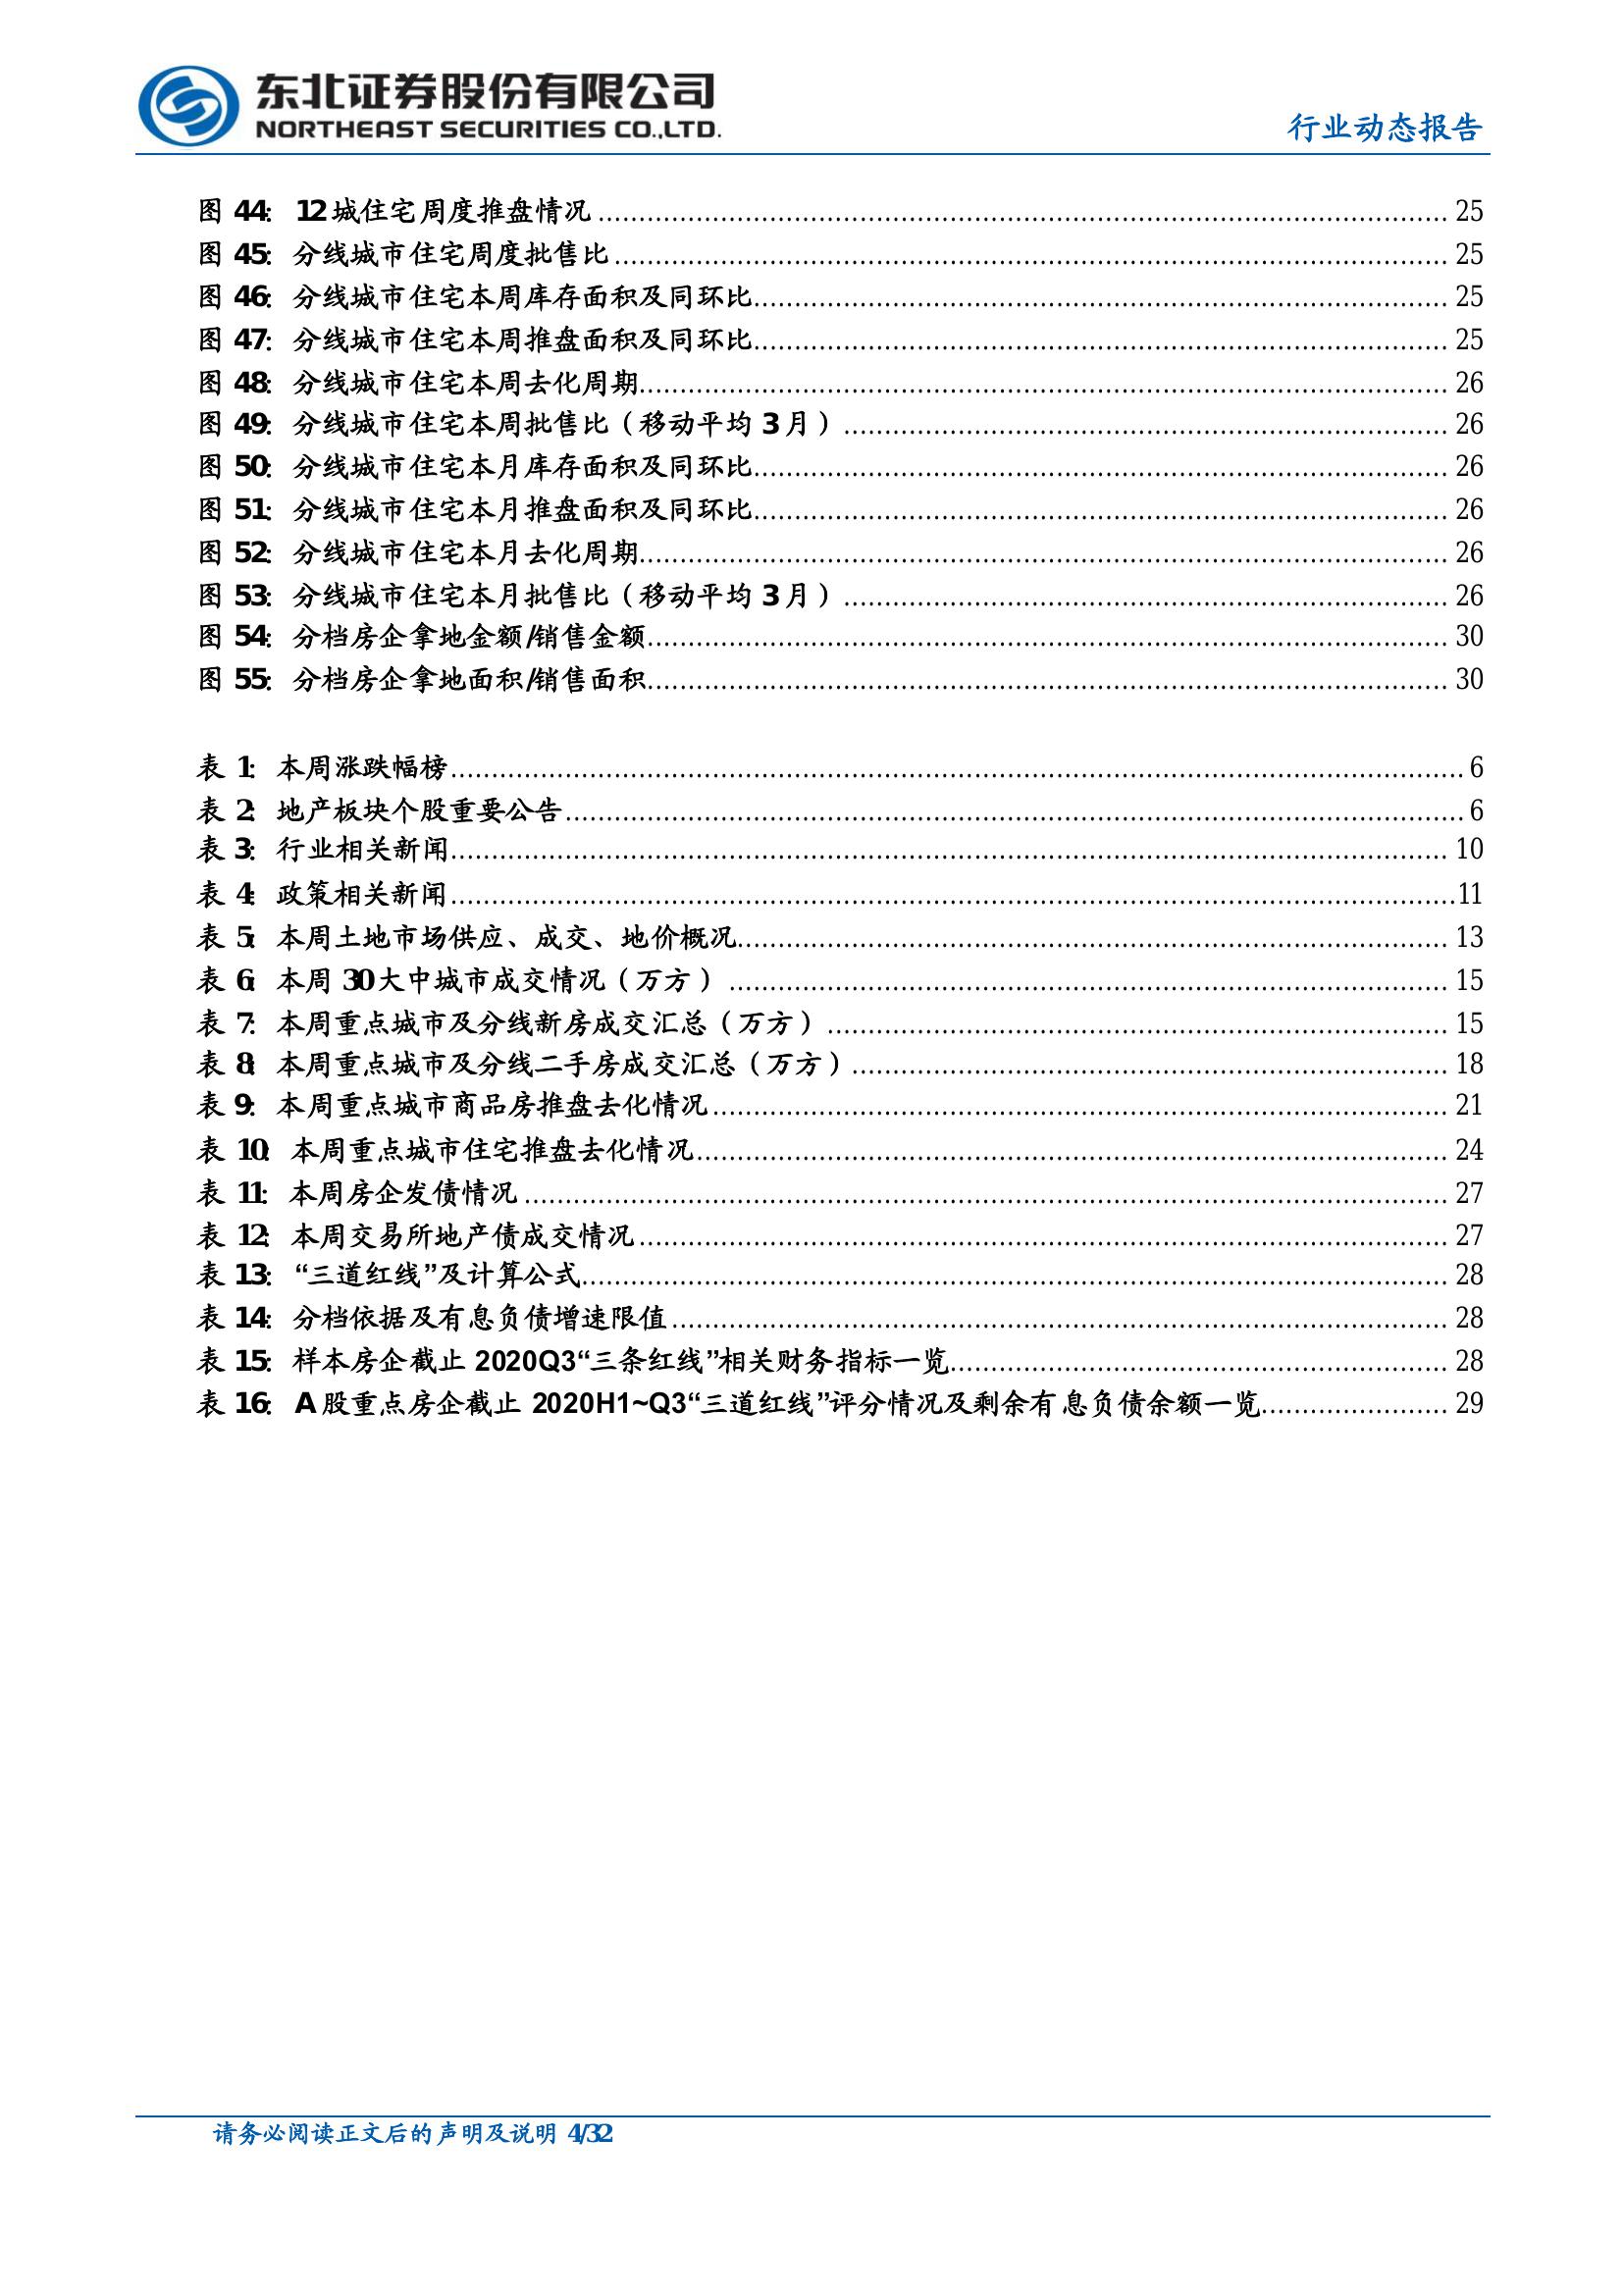 东北证券股份有限公司
NORTHEAST SECURITIES CO.,LTD.
行业动态报告
图 44：12 城住宅周度推盘情况 25
图 45：分线城市住宅周度批售比 25
图 46：分线城市住宅本周库存面积及同环比 25
图 47：分线城市住宅本周推盘面积及同环比 25
图 48：分线城市住宅本周去化周期 26
图 49：分线城市住宅本周批售比（移动平均 3 月） 26
图 50：分线城市住宅本月库存面积及同环比 26
图 51：分线城市住宅本月推盘面积及同环比 26
图 52：分线城市住宅本月去化周期 26
图 53：分线城市住宅本月批售比（移动平均 3 月） 26
图 54：分档房企拿地金额/销售金额 30
图 55：分档房企拿地面积/销售面积 30
表 1：本周涨跌幅榜 6
表 2：地产板块个股重要公告 6
表 3：行业相关新闻 10
表 4：政策相关新闻 11
表 5：本周土地市场供应、成交、地价概况 13
表 6：本周 30 大中城市成交情况（万方） 15
表 7：本周重点城市及分线新房成交汇总（万方） 15
表 8：本周重点城市及分线二手房成交汇总（万方） 18
表 9：本周重点城市商品房推盘去化情况 21
表 10：本周重点城市住宅推盘去化情况 24
表 11：本周房企发债情况 27
表 12：本周交易所地产债成交情况 27
表 13：“三道红线”及计算公式 28
表 14：分档依据及有息负债增速限值 28
表 15：样本房企截止 2020Q3“三条红线”相关财务指标一览 28
表 16：A 股重点房企截止 2020H1~Q3“三道红线”评分情况及剩余有息负债余额一览 29
请务必阅读正文后的声明及说明 4/32